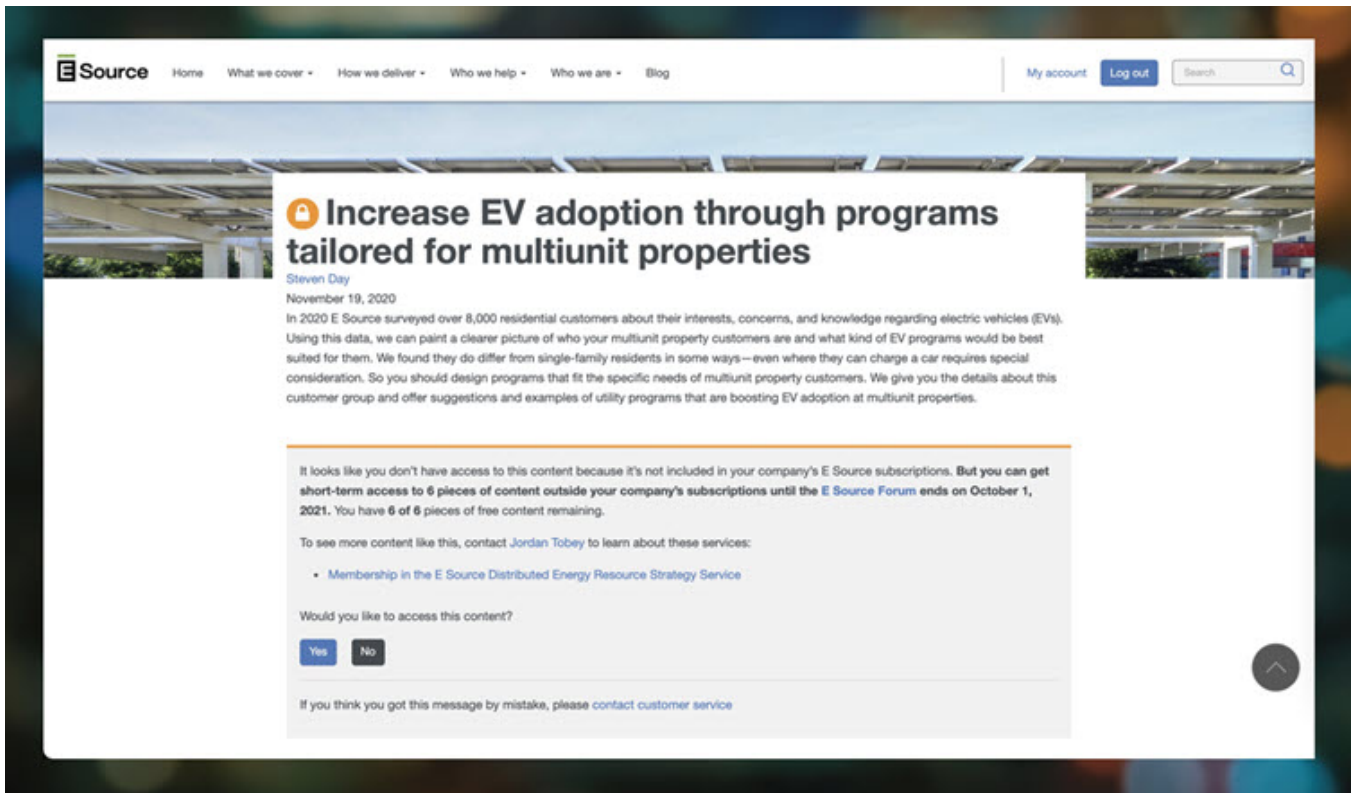 E Source
Home What we cover How we deliver Who we help Who we are Blog
My account Log out Search
Increase EV adoption through programs
tailored for multiunit properties
Steven Day
November 19, 2020
In 2020 E Source surveyed over 8,000 residential customers about their interests, concerns, and knowledge regarding electric vehicles (EVs).
Using this data, we can paint a clearer picture of who your multiunit property customers are and what kind of EV programs would be best
suited for them. We found they do differ from single-family residents in some ways—even where they can charge a car requires special
consideration. So you should design programs that fit the specific needs of multiunit property customers. We give you the details about this
customer group and offer suggestions and examples of utility programs that are boosting EV adoption at multiunit properties.
It looks like you don't have access to this content because it's not included in your company's E Source subscriptions. But you can get
short-term access to 6 pieces of content outside your company's subscriptions until the E Source Forum ends on October 1,
2021. You have 6 of 6 pieces of free content remaining.
To see more content like this, contact Jordan Tobey to learn about these services:
• Membership in the E Source Distributed Energy Resource Strategy Service
Would you like to access this content?
Yes No
If you think you got this message by mistake, please contact customer service